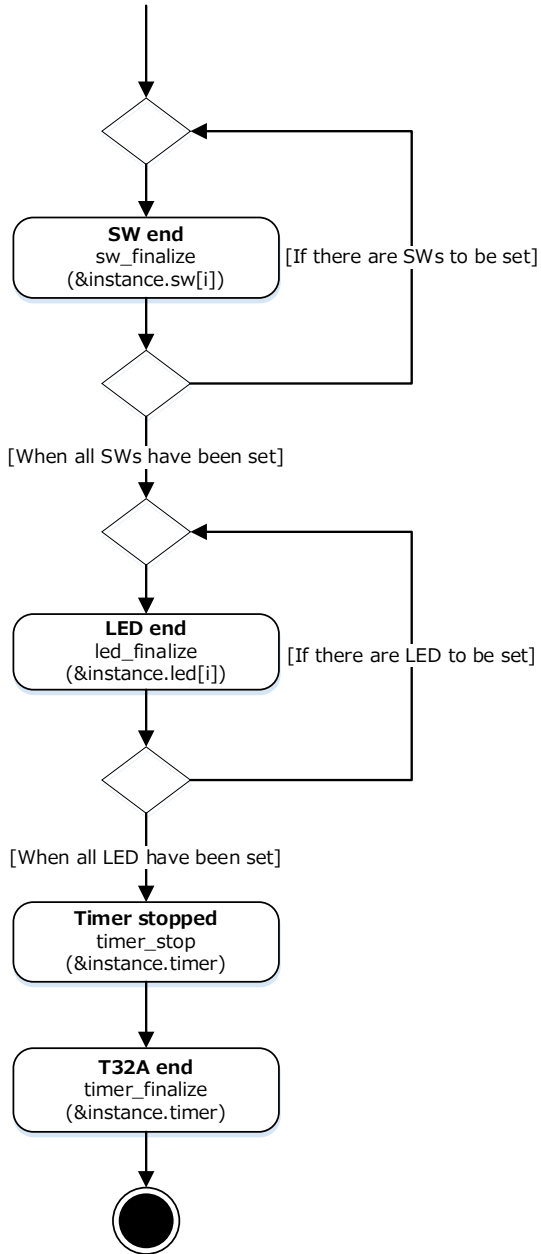 SW end
sw_finalize
(&instance.sw[i])
[If there are SWs to be set]
[When all SWs have been set]
LED end
led_finalize
(&instance.led[i])
[If there are LED to be set]
[When all LED have been set]
Timer stopped
timer_stop
(&instance.timer)
T32A end
timer_finalize
(&instance.timer)